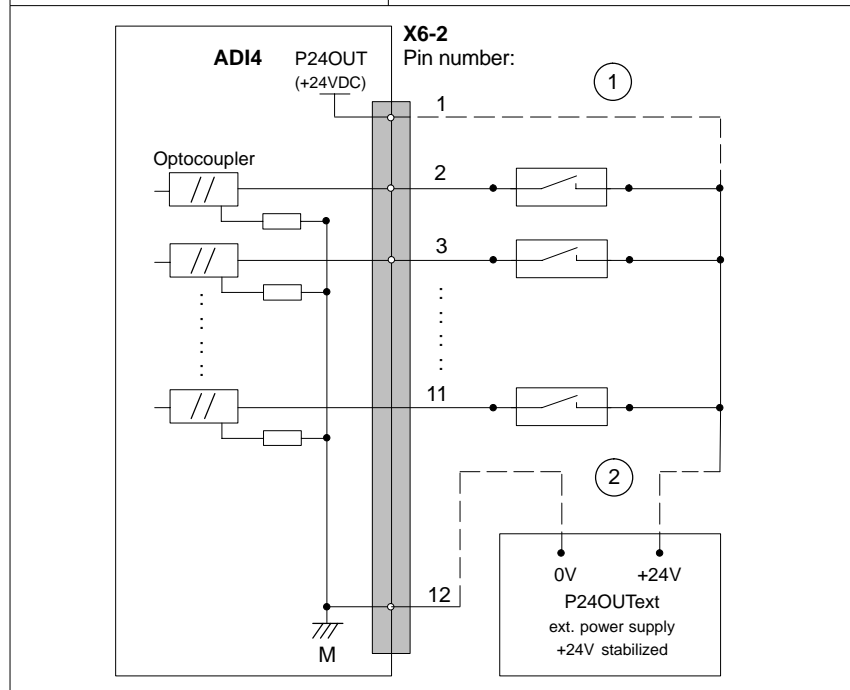 X6-2
ADI4 P24OUT Pin number:
(+24VDC)
1
1
Optocoupler
2
3
11
2
12
0V +24V
P24OUText
ext. power supply
+24V stabilized
M